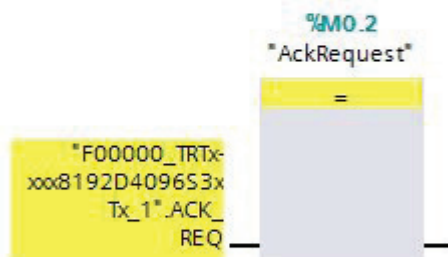 %M0.2
"AckRequest"
=
"F00000_TRTx-
xxx8192D4096S3x
Tx_1".ACK_
REQ